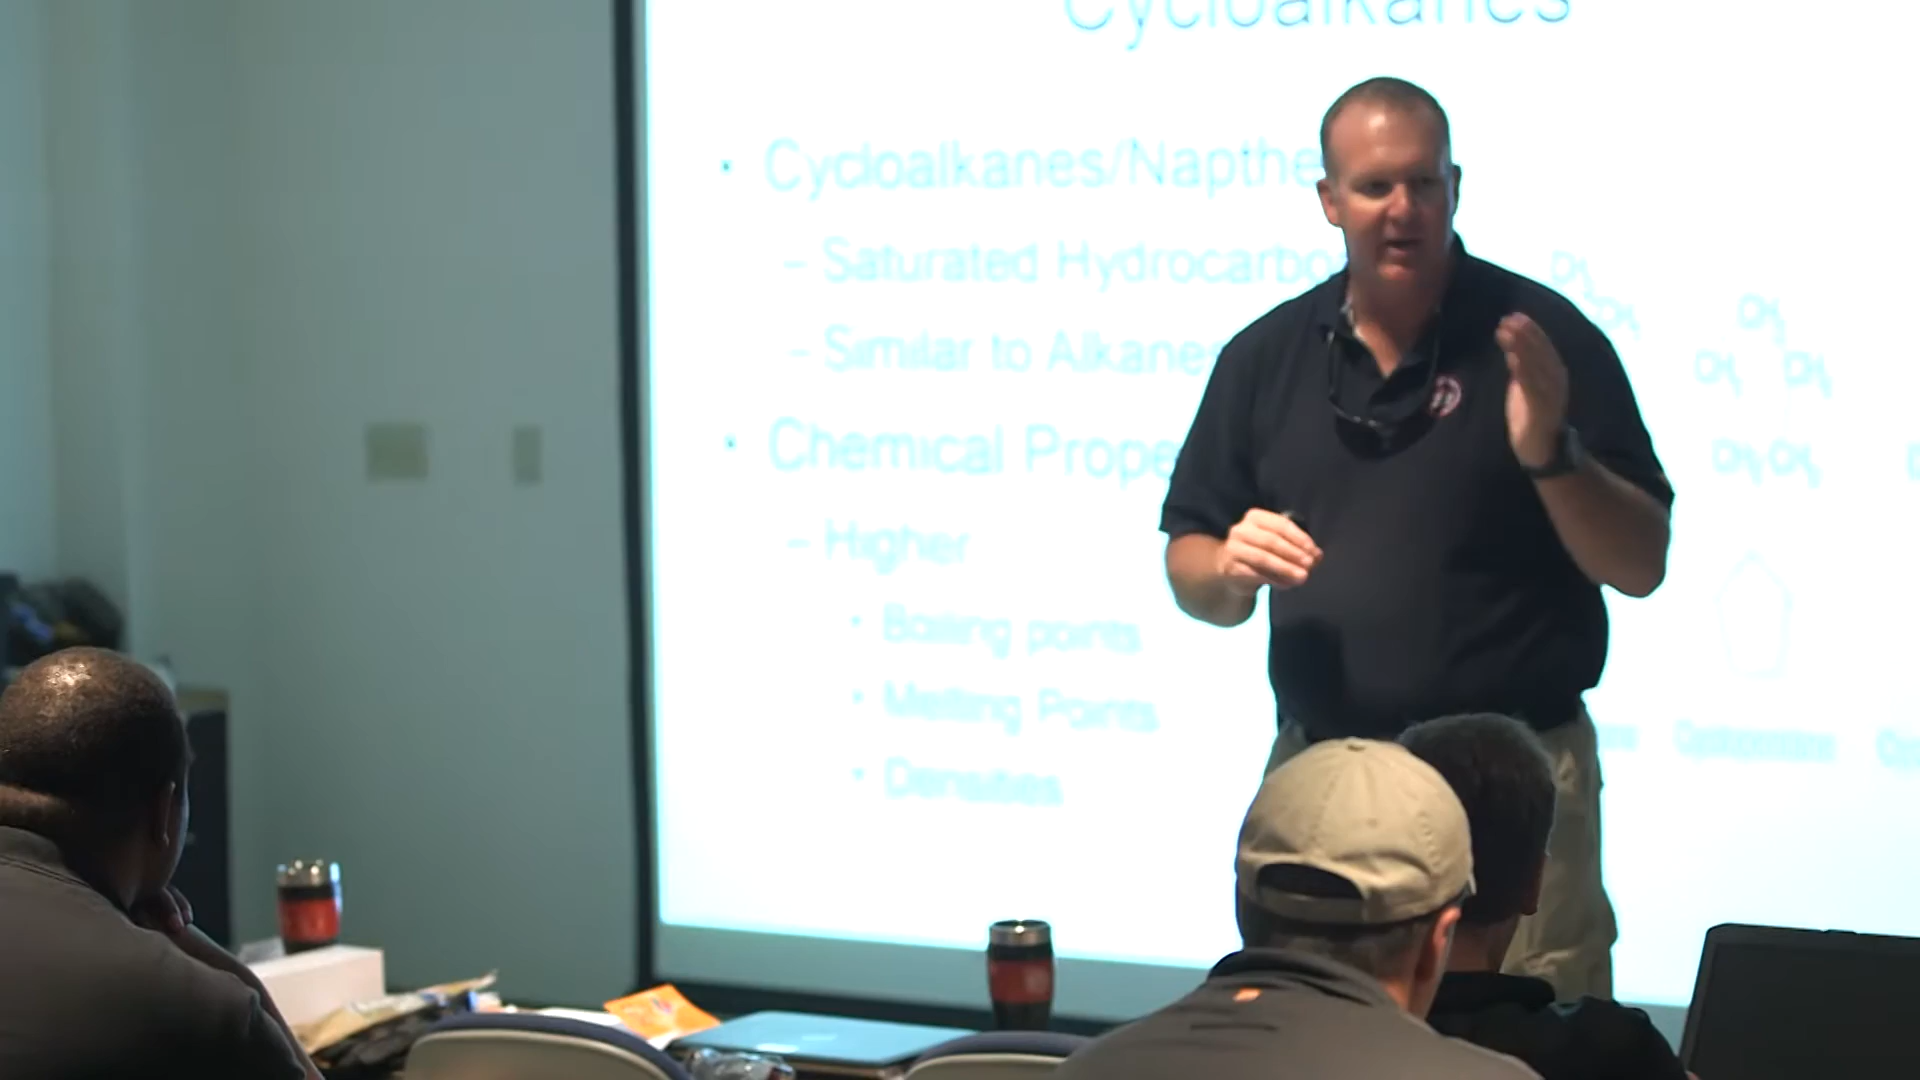 Cycloalkanes
• Cycloalkanes/Napthe
– Saturated Hydrocarbo
– Similar to Alkanes
• Chemical Prope
– Higher
• Boiling points
• Melting Points
• Densities